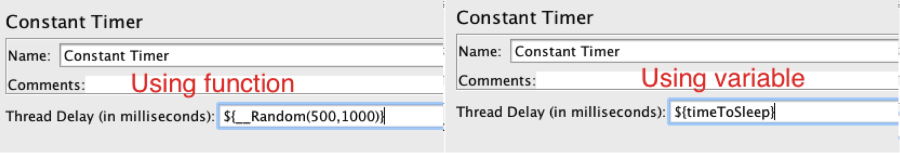 Constant Timer
Name: Constant Timer
Comments: Using function
Thread Delay (in milliseconds): ${__Random(500,1000)}
Constant Timer
Name: Constant Timer
Comments: Using variable
Thread Delay (in milliseconds): ${timeToSleep}